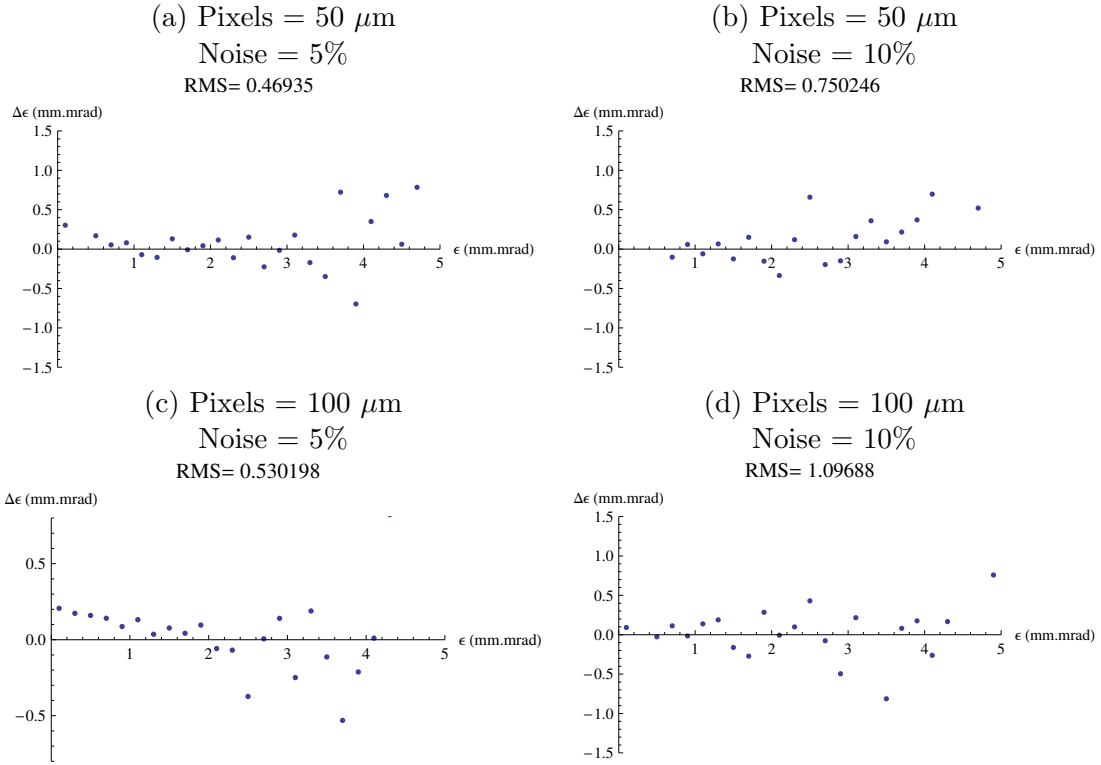 (a) Pixels = 50 μm
Noise = 5%
RMS= 0.46935
Δϵ (mm.mrad)
1.5
1.0
0.5
0.0
−0.5
−1.0
−1.5
1 2 3 4 5
ϵ (mm.mrad)
(b) Pixels = 50 μm
Noise = 10%
RMS= 0.750246
Δϵ (mm.mrad)
1.5
1.0
0.5
0.0
−0.5
−1.0
−1.5
1 2 3 4 5
ϵ (mm.mrad)
(c) Pixels = 100 μm
Noise = 5%
RMS= 0.530198
Δϵ (mm.mrad)
0.5
0.0
−0.5
1 2 3 4 5
ϵ (mm.mrad)
(d) Pixels = 100 μm
Noise = 10%
RMS= 1.09688
Δϵ (mm.mrad)
1.5
1.0
0.5
0.0
−0.5
−1.0
−1.5
1 2 3 4 5
ϵ (mm.mrad)